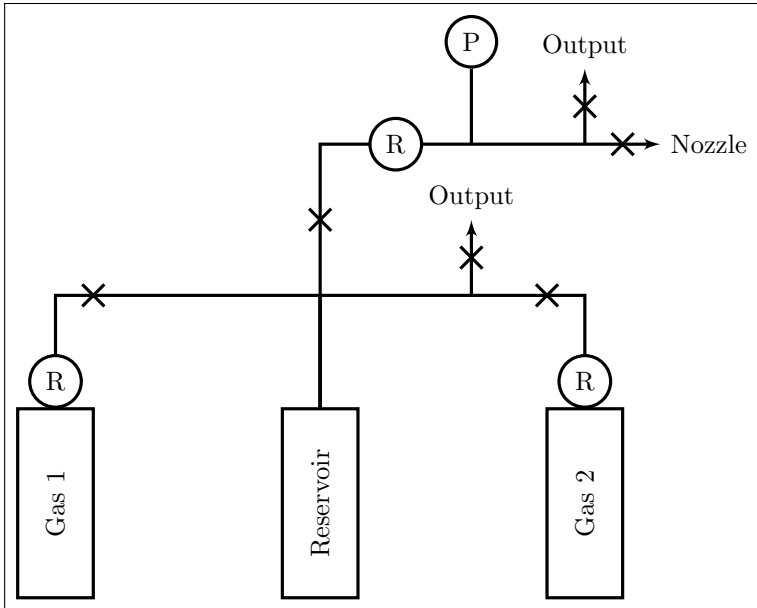 P
Output
R
Nozzle
Output
R
R
Gas 1
Reservoir
Gas 2